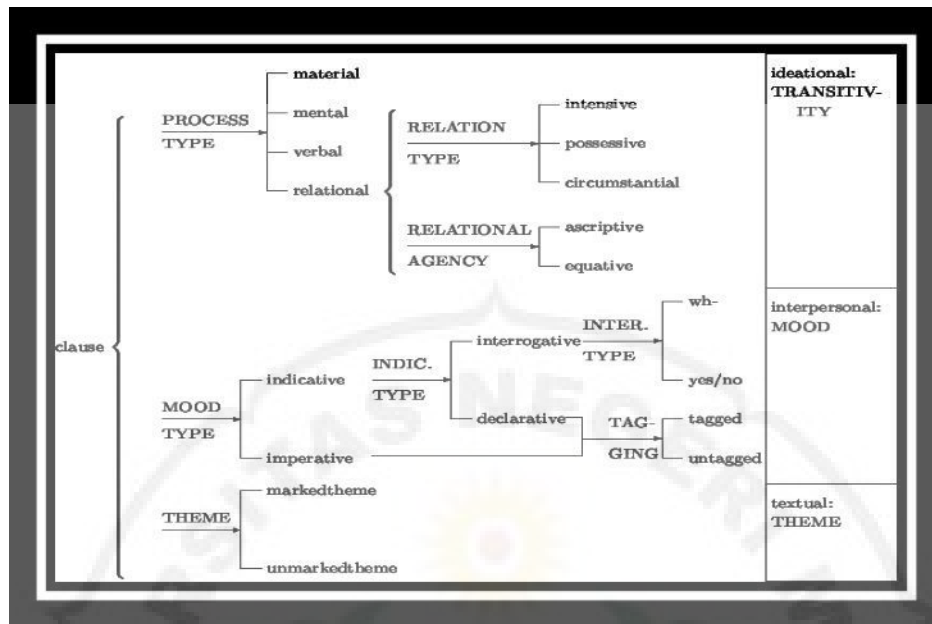 material
mental
verbal
relational
PROCESS
TYPE
RELATION
TYPE
intensive
possessive
circumstantial
RELATIONAL
AGENCY
ascriptive
equative
ideational:
TRANSITIV-
ITY
clause
MOOD
TYPE
indicative
imperative
INDIC.
TYPE
interrogative
declarative
INTER.
TYPE
wh-
yes/no
TAG-
GING
tagged
untagged
interpersonal:
MOOD
THEME
markedtheme
unmarkedtheme
textual:
THEME